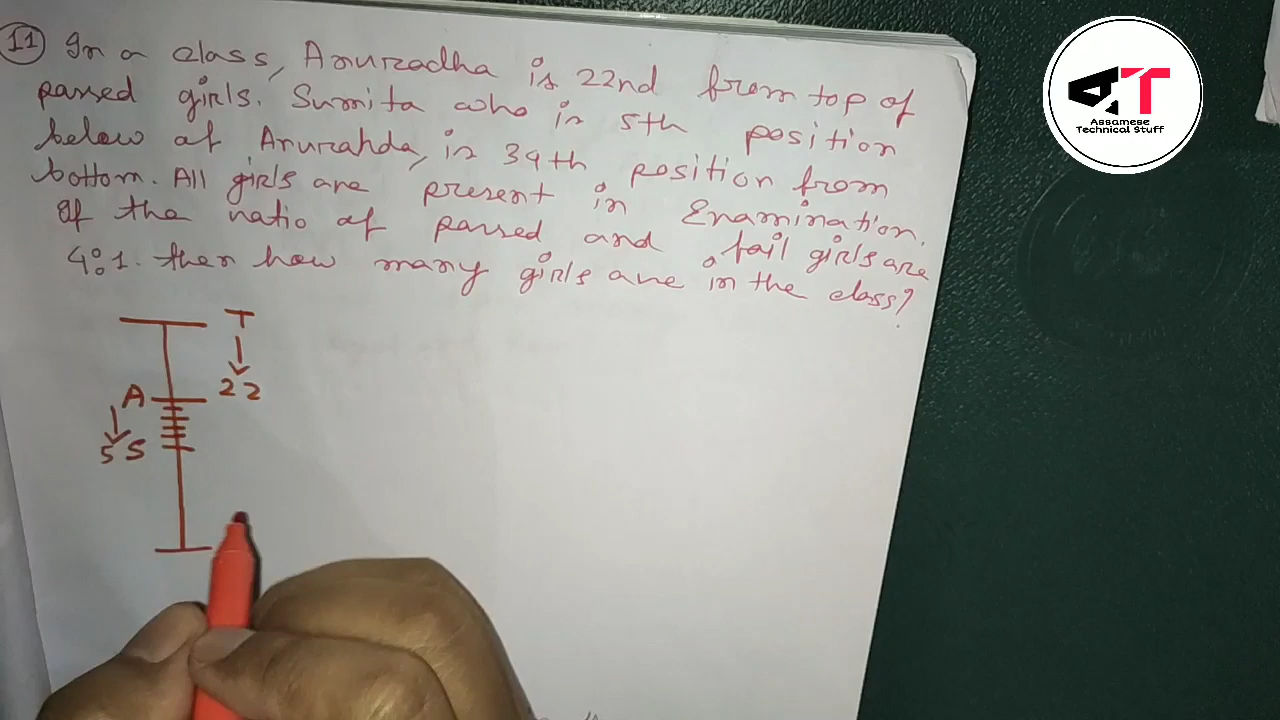 11 In a class, Anuradha is 22nd from top of
passed girls. Sumita who is 5th position
below of Anurahda, is 34th position from
bottom. All girls are present in Examination.
If the ratio of passed and fail girls are
4:1. then how many girls are in the class?
T
A 22
5 S
AT
Assamese
Technical Stuff